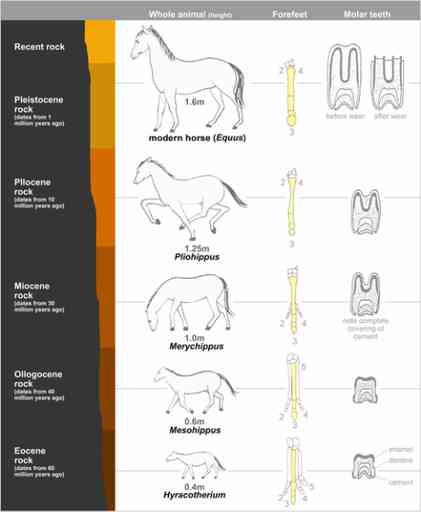 Whole animal (height) Forefeet Molar teeth
Recent rock
1.6m
modern horse (Equus)
2 4
3
before wear after wear
Pleistocene
rock
(dates from 1
million years ago)
Pliocene
rock
(dates from 10
million years ago)
1.25m
Pliohippus
2 4
3
Miocene
rock
(dates from 30
million years ago)
1.0m
Merychippus
2 4
3
note complete
covering of
cement
Ollogocene
rock
(dates from 40
million years ago)
0.6m
Mesohippus
5
2 4
3
Eocene
rock
(dates from 60
million years ago)
0.4m
Hyracotherium
2 3 4 5
enamel
dentine
cement